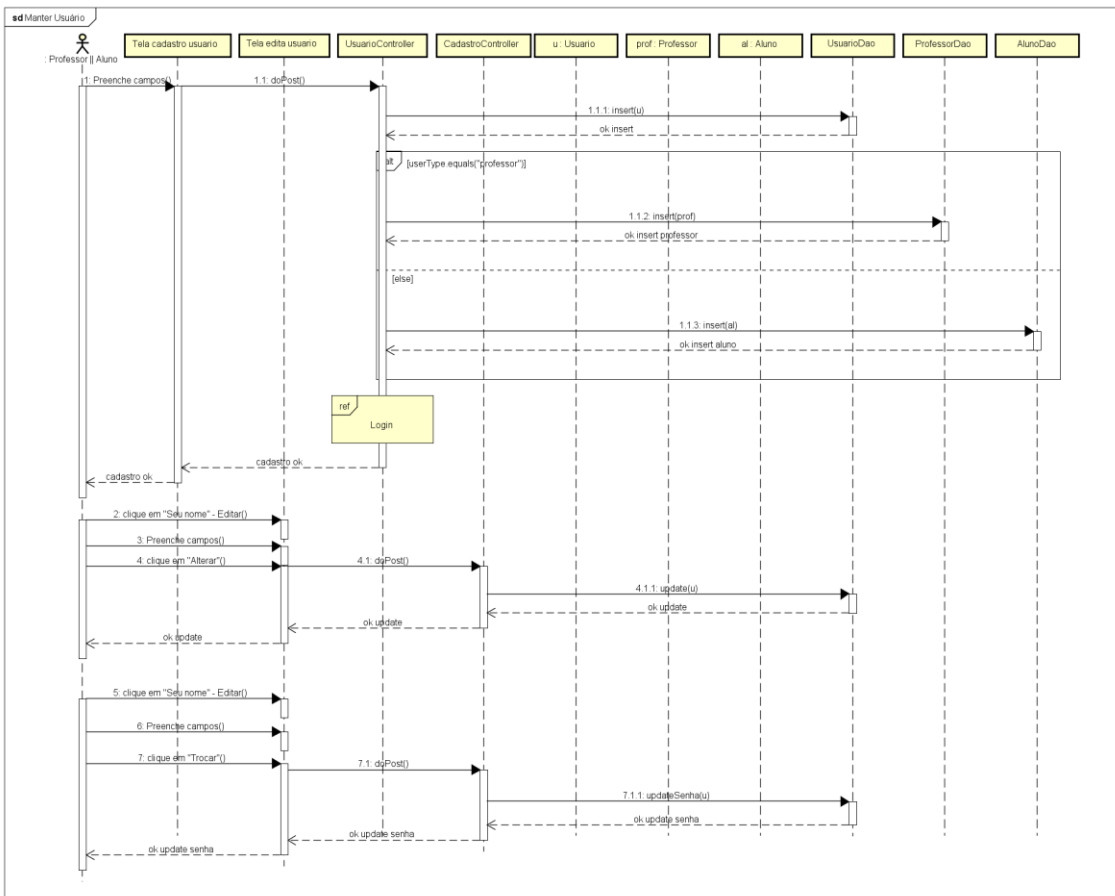 sd Manter Usuário
: Professor || Aluno
Tela cadastro usuario
Tela edita usuario
UsuarioController
CadastroController
u : Usuario
prof : Professor
al : Aluno
UsuarioDao
ProfessorDao
AlunoDao
1: Preenche campos()
1.1: doPost()
1.1.1: insert(u)
ok insert
alt
[userType.equals("professor")]
1.1.2: insert(prof)
ok insert professor
[else]
1.1.3: insert(al)
ok insert aluno
ref
Login
cadastro ok
cadastro ok
2: clique em "Seu nome" - Editar()
3: Preenche campos()
4: clique em "Alterar"()
4.1: doPost()
4.1.1: update(u)
ok update
ok update
ok update
5: clique em "Seu nome" - Editar()
6: Preenche campos()
7: clique em "Trocar"()
7.1: doPost()
7.1.1: updateSenha(u)
ok update senha
ok update senha
ok update senha